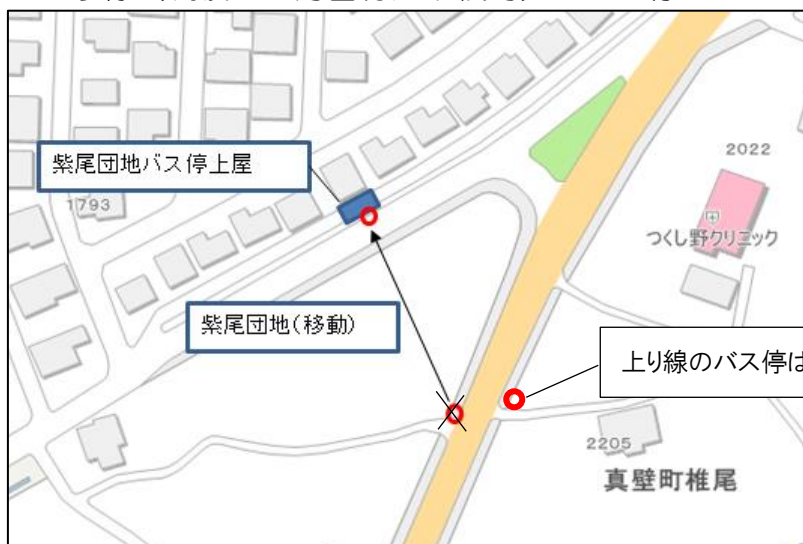 紫尾団地バス停上屋
1793
2022
つくし野クリニック
紫尾団地(移動)
上り線のバス停は
2205
真壁町椎尾